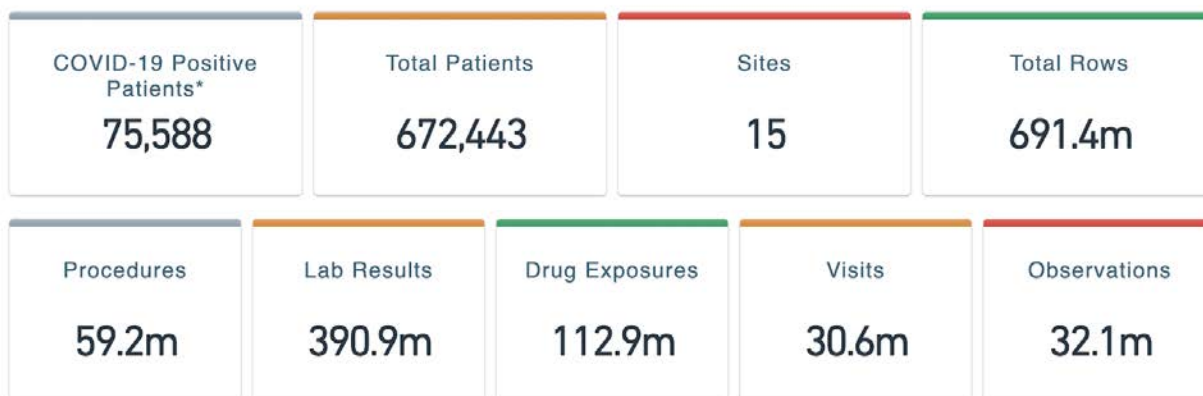 COVID-19 Positive
Patients*
75,588
Total Patients
672,443
Sites
15
Total Rows
691.4m
Procedures
59.2m
Lab Results
390.9m
Drug Exposures
112.9m
Visits
30.6m
Observations
32.1m